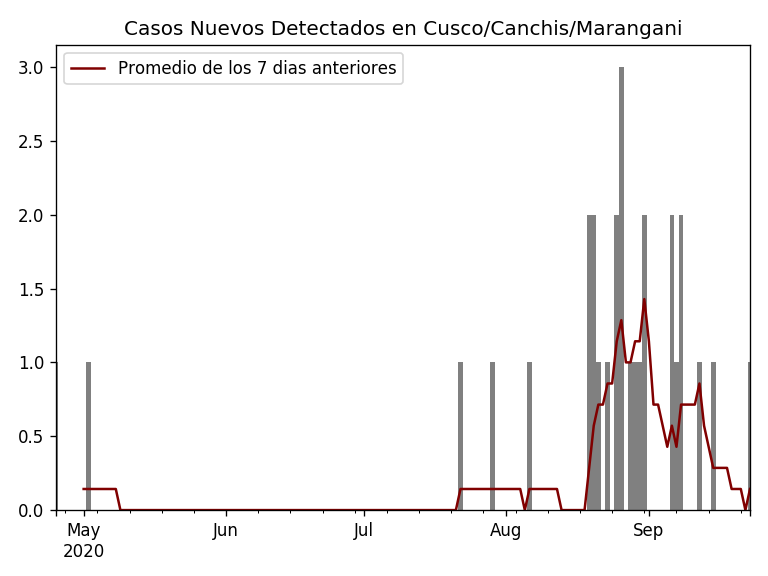 Casos Nuevos Detectados en Cusco/Canchis/Marangani
Promedio de los 7 dias anteriores
3.0
2.5
2.0
1.5
1.0
0.5
0.0
May Jun Jul Aug Sep
2020